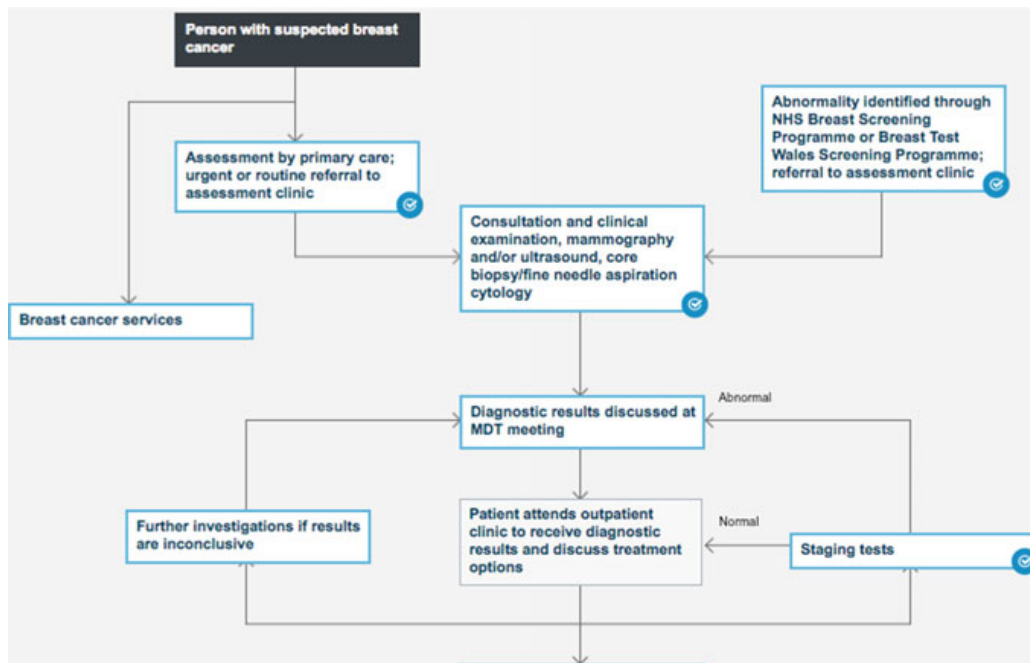 Person with suspected breast
cancer
Abnormality identified through
NHS Breast Screening
Programme or Breast Test
Wales Screening Programme;
referral to assessment clinic
Assessment by primary care;
urgent or routine referral to
assessment clinic
Consultation and clinical
examination, mammography
and/or ultrasound, core
biopsy/fine needle aspiration
cytology
Breast cancer services
Diagnostic results discussed at
MDT meeting
Abnormal
Further investigations if results
are inconclusive
Patient attends outpatient
clinic to receive diagnostic
results and discuss treatment
options
Normal
Staging tests